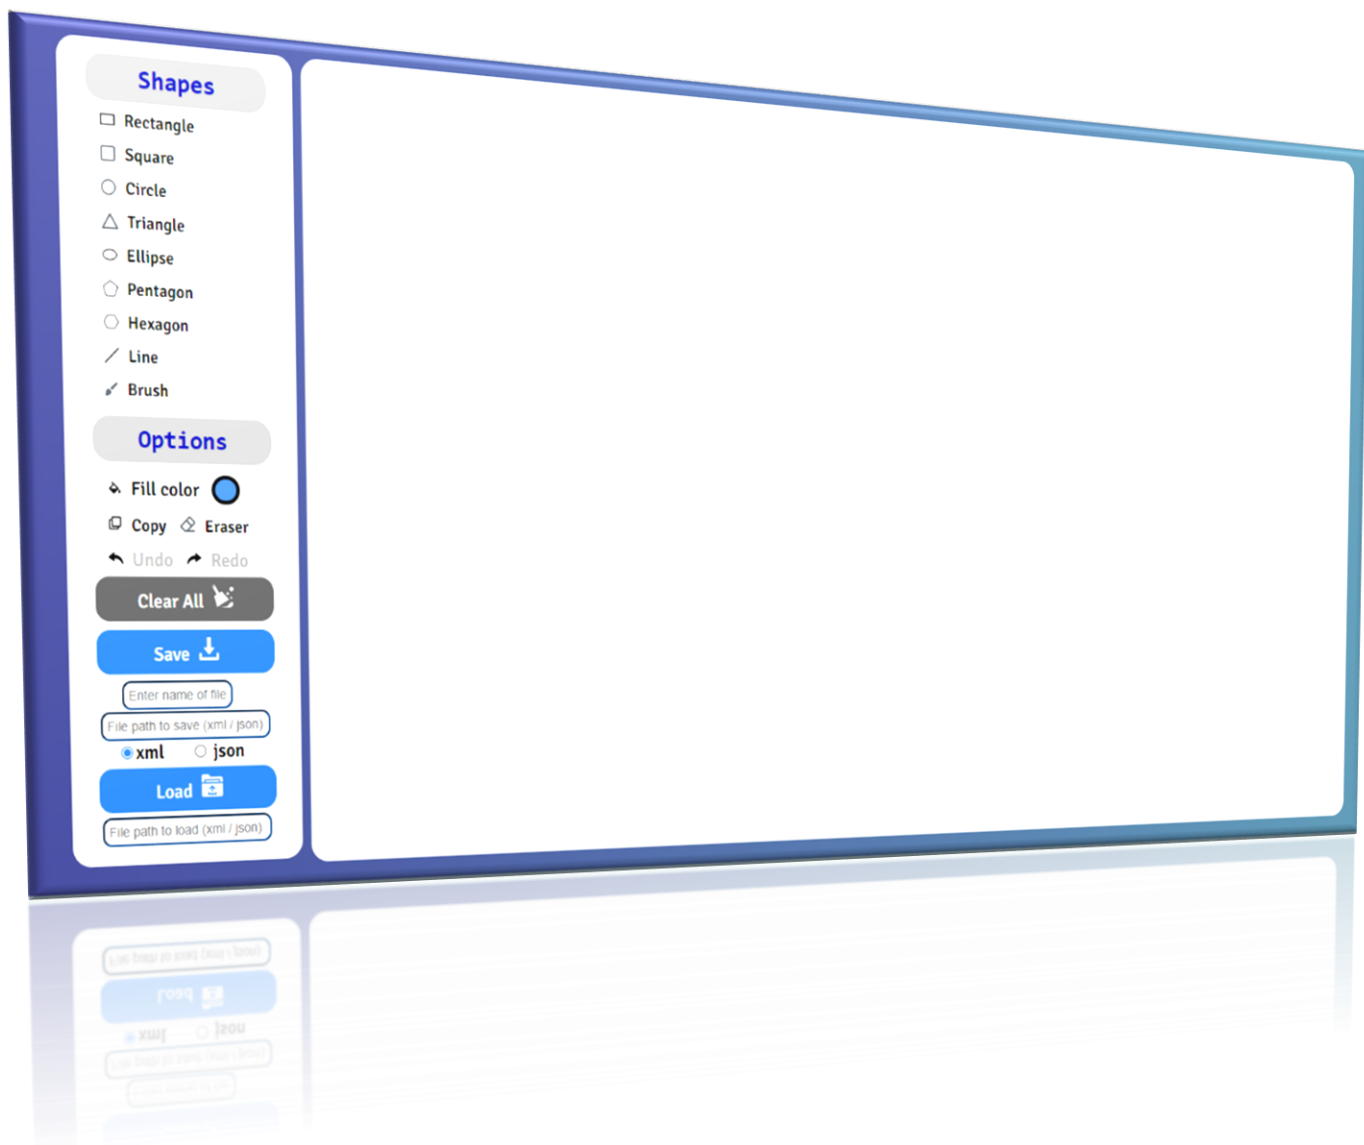 Shapes
Rectangle
Square
Circle
Triangle
Ellipse
Pentagon
Hexagon
Line
Brush
Options
Fill color
Copy Eraser
Undo Redo
Clear All
Save
Enter name of file
File path to save (xml / json)
xml json
Load
File path to load (xml / json)